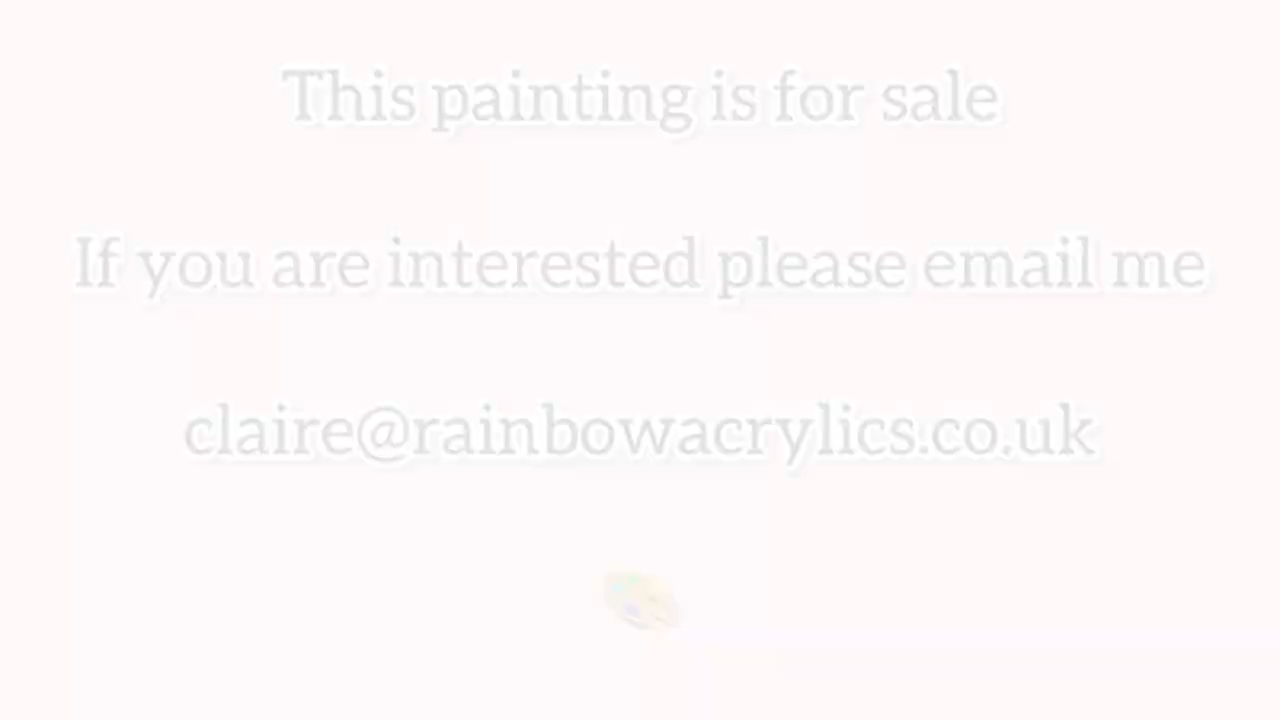 This painting is for sale
If you are interested please email me
claire@rainbowacrylics.co.uk